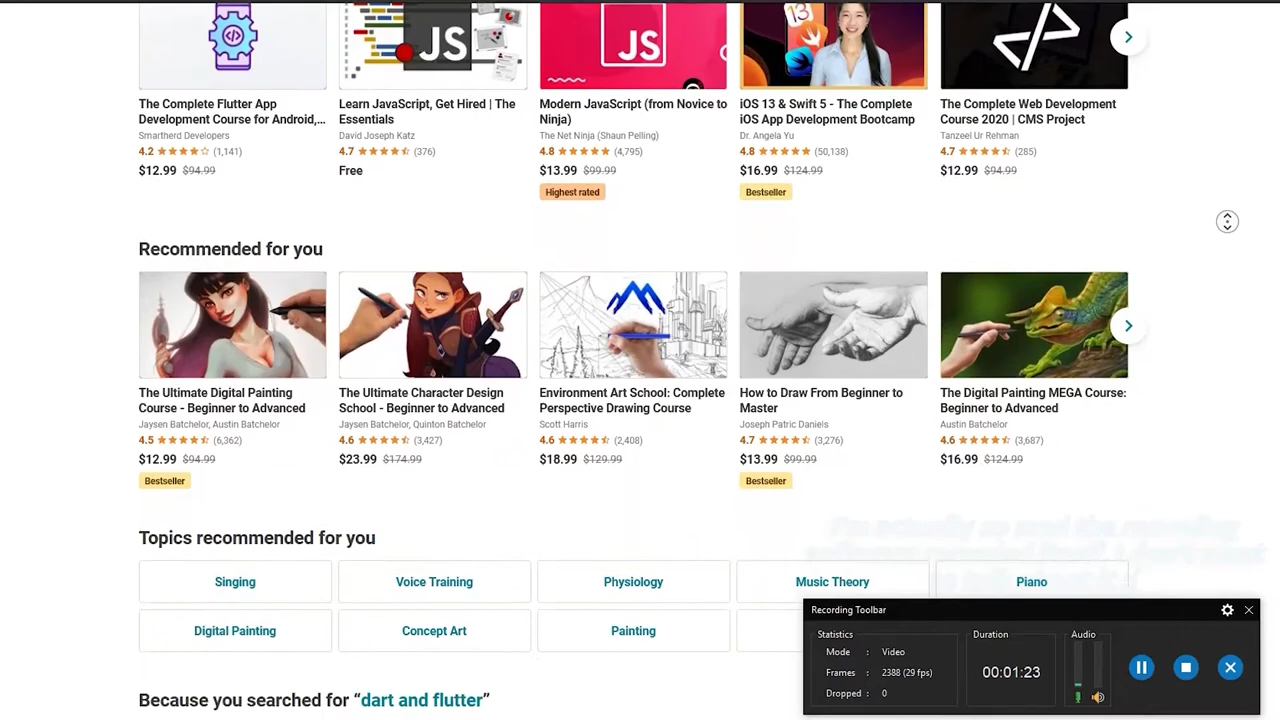 13
JS
JS
The Complete Flutter App
Development Course for Android,...
Smartherd Developers
4.2 (1,141)
$12.99 $94.99
Learn JavaScript, Get Hired | The
Essentials
David Joseph Katz
4.7 (376)
Free
Modern JavaScript (from Novice to
Ninja)
The Net Ninja (Shaun Pelling)
4.8 (4,795)
$13.99 $99.99
Highest rated
iOS 13 & Swift 5 - The Complete
iOS App Development Bootcamp
Dr. Angela Yu
4.8 (50,138)
$16.99 $124.99
Bestseller
The Complete Web Development
Course 2020 | CMS Project
Tanzeel Ur Rehman
4.7 (285)
$12.99 $94.99
Recommended for you
The Ultimate Digital Painting
Course - Beginner to Advanced
Jaysen Batchelor, Austin Batchelor
4.5 (6,362)
$12.99 $94.99
Bestseller
The Ultimate Character Design
School - Beginner to Advanced
Jaysen Batchelor, Quinton Batchelor
4.6 (3,427)
$23.99 $174.99
Environment Art School: Complete
Perspective Drawing Course
Scott Harris
4.6 (2,408)
$18.99 $129.99
How to Draw From Beginner to
Master
Joseph Patric Daniels
4.7 (3,276)
$13.99 $99.99
Bestseller
The Digital Painting MEGA Course:
Beginner to Advanced
Austin Batchelor
4.6 (3,687)
$16.99 $124.99
Topics recommended for you
Singing
Voice Training
Physiology
Music Theory
Piano
Digital Painting
Concept Art
Painting
Because you searched for “dart and flutter”
Recording Toolbar
Statistics
Mode : Video
Frames : 2388 (29 fps)
Dropped : 0
Duration
00:01:23
Audio